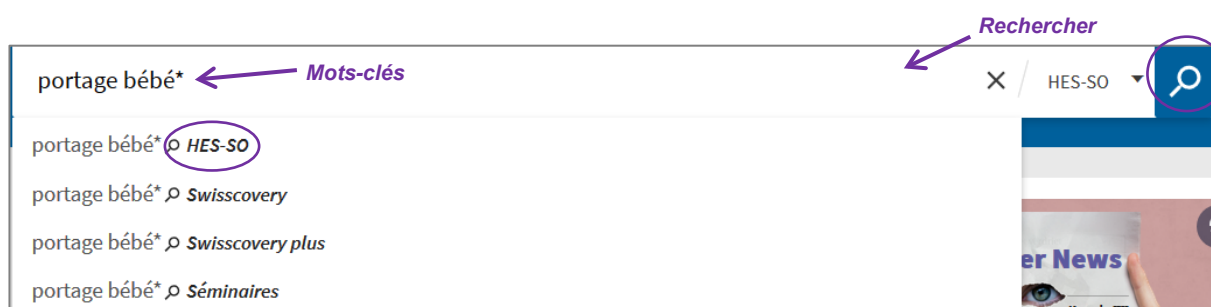 Rechercher
portage bébé* Mots-clés HES-SO
portage bébé* HES-SO
portage bébé* Swisscovery
portage bébé* Swisscovery plus
er News
portage bébé* Séminaires